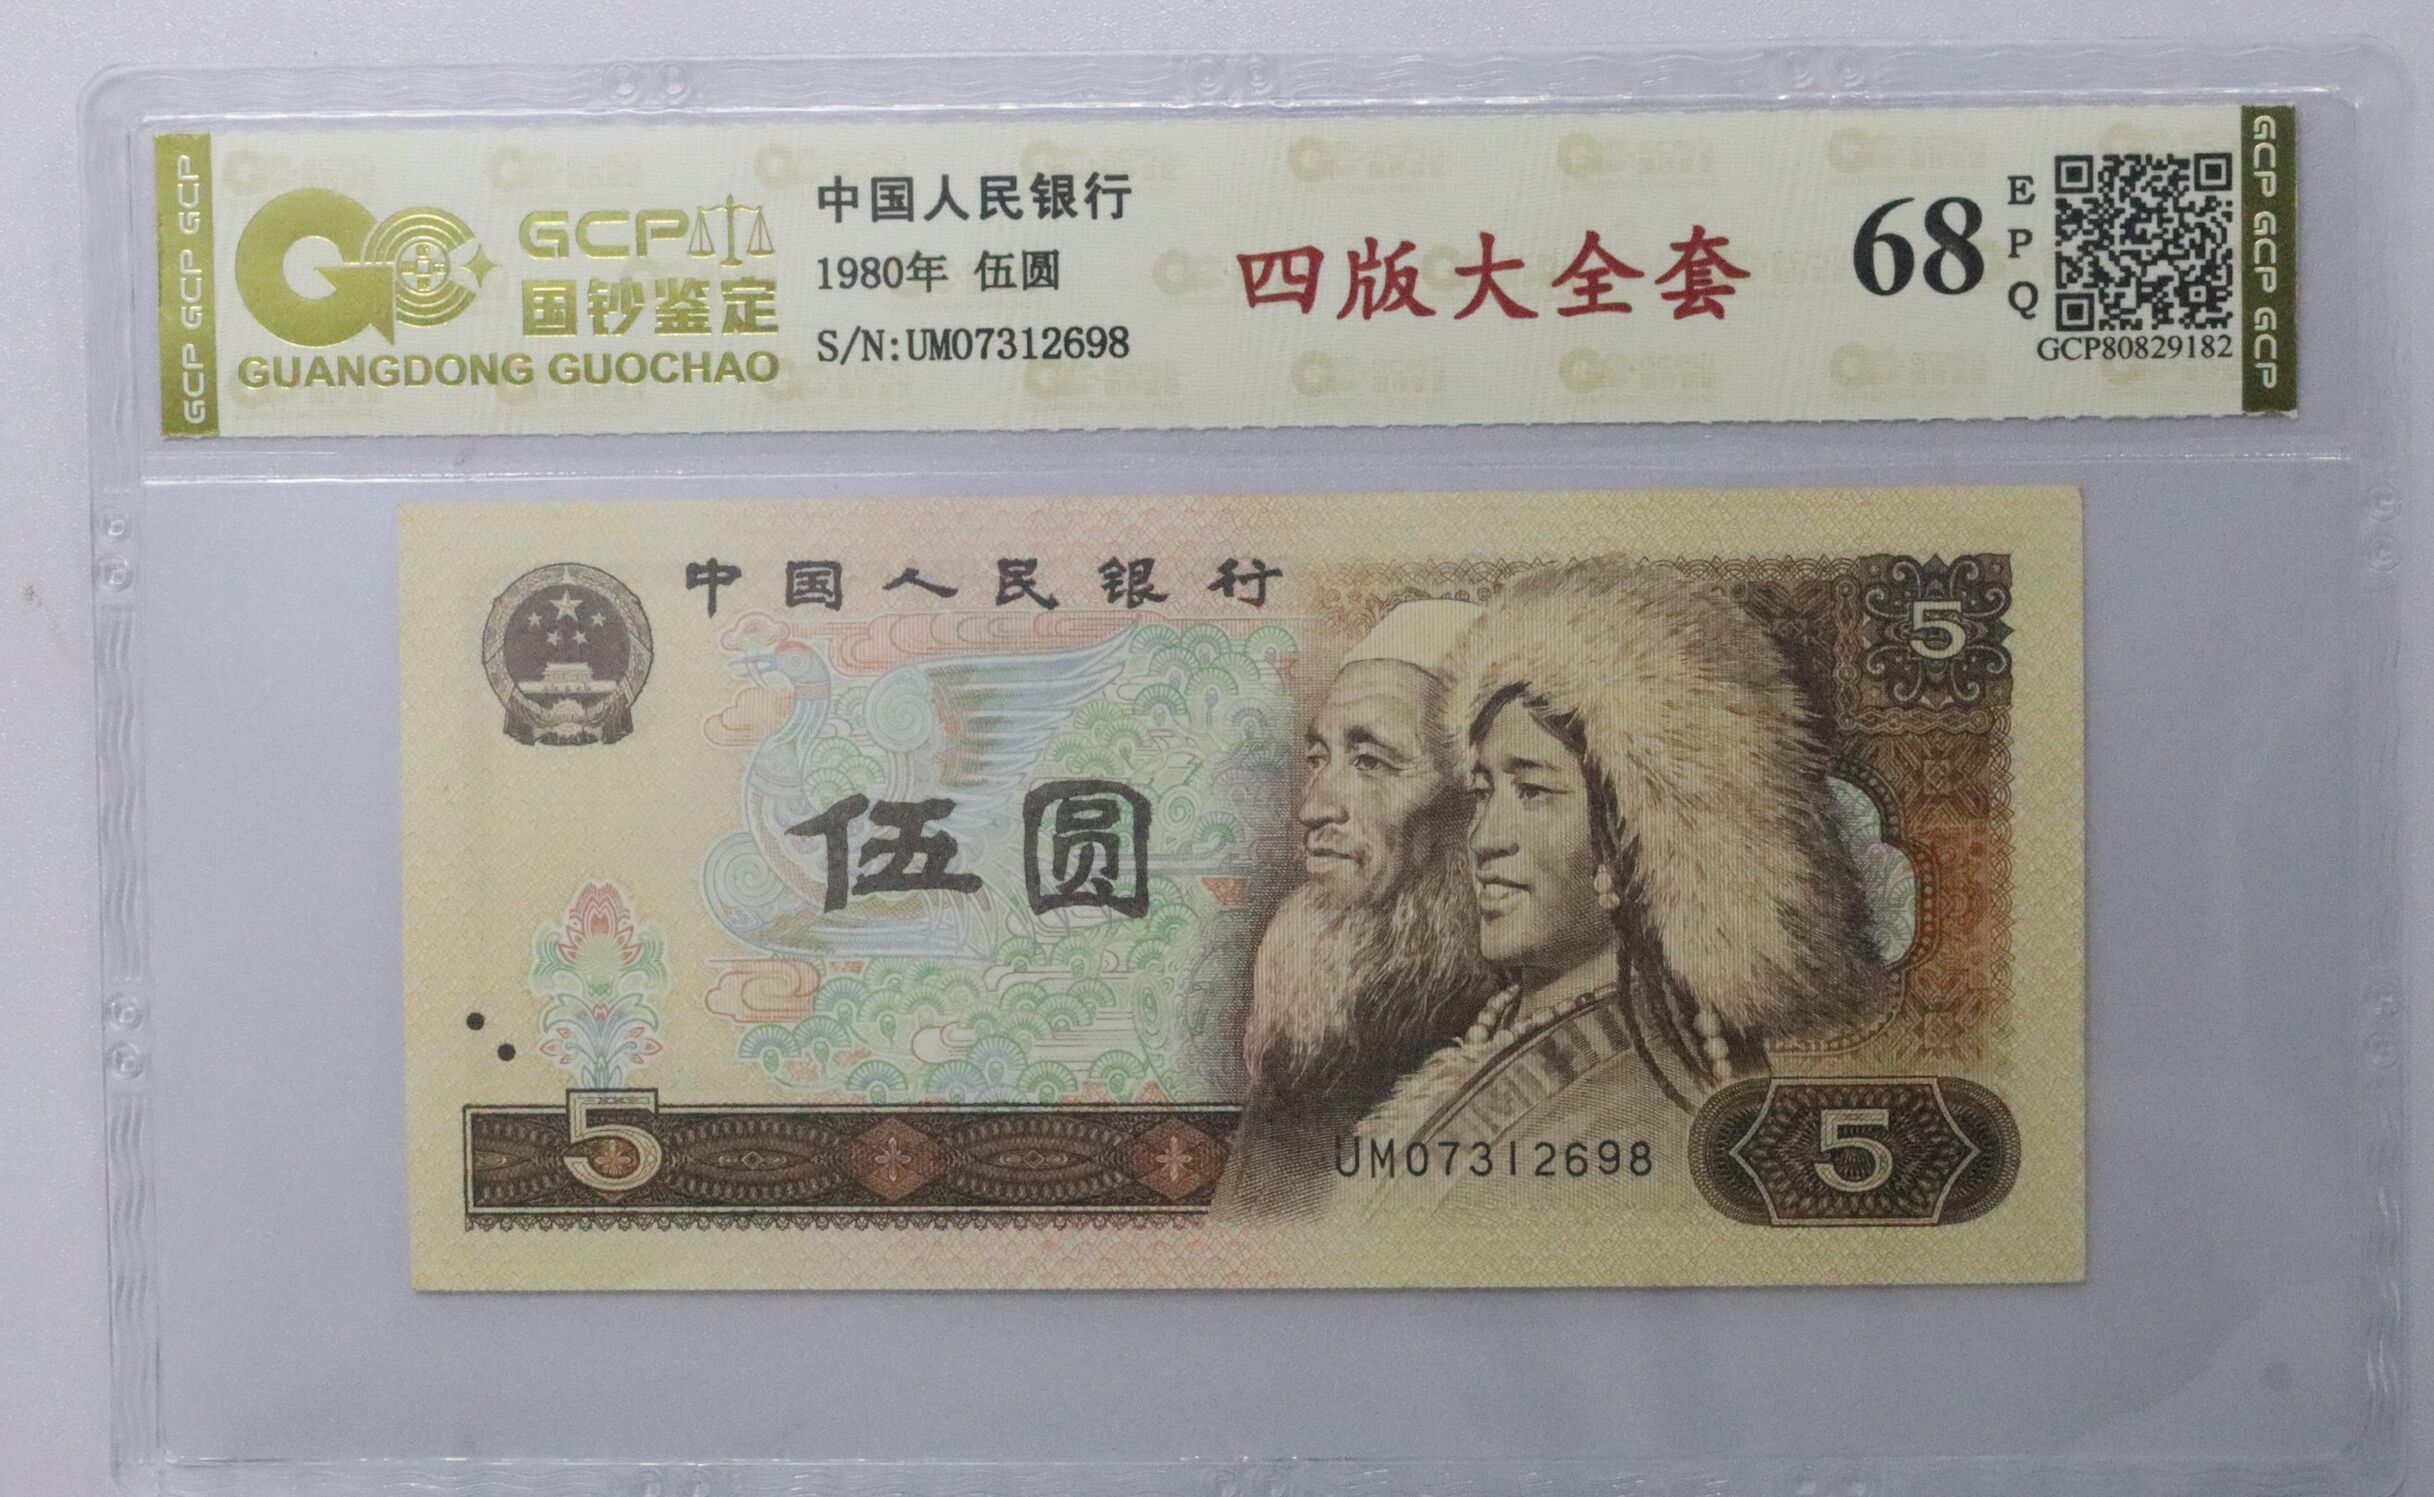 GCP GCP GCP
GCP
国钞鉴定
GUANGDONG GUOCHAO
中国人民银行
1980年 伍圆
S/N:UM07312698
四版大全套
68
EPQ
GCP80829182
GCP GCP GCP
中国人民银行
5
伍圆
5
UM07312698
5